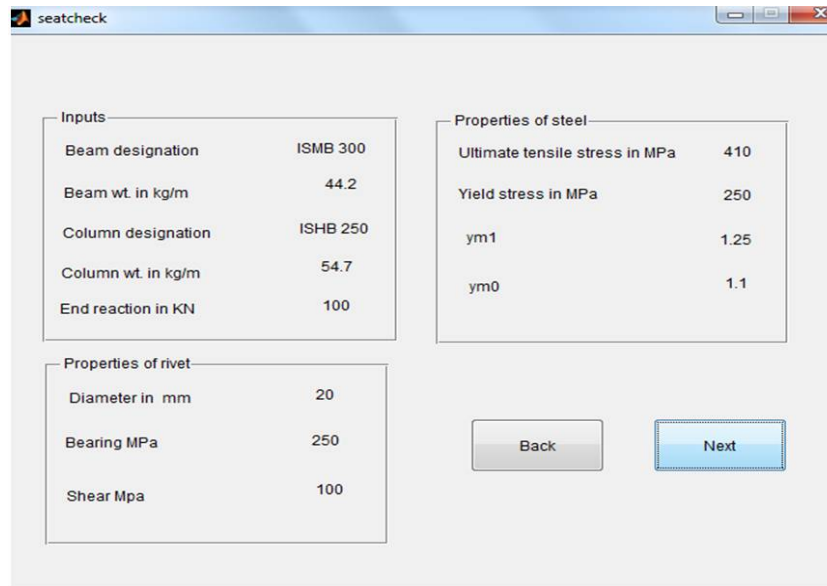 seatcheck
Inputs
Beam designation ISMB 300
Beam wt. in kg/m 44.2
Column designation ISHB 250
Column wt. in kg/m 54.7
End reaction in KN 100
Properties of steel
Ultimate tensile stress in MPa 410
Yield stress in MPa 250
ym1 1.25
ym0 1.1
Properties of rivet
Diameter in mm 20
Bearing MPa 250
Shear Mpa 100
Back
Next